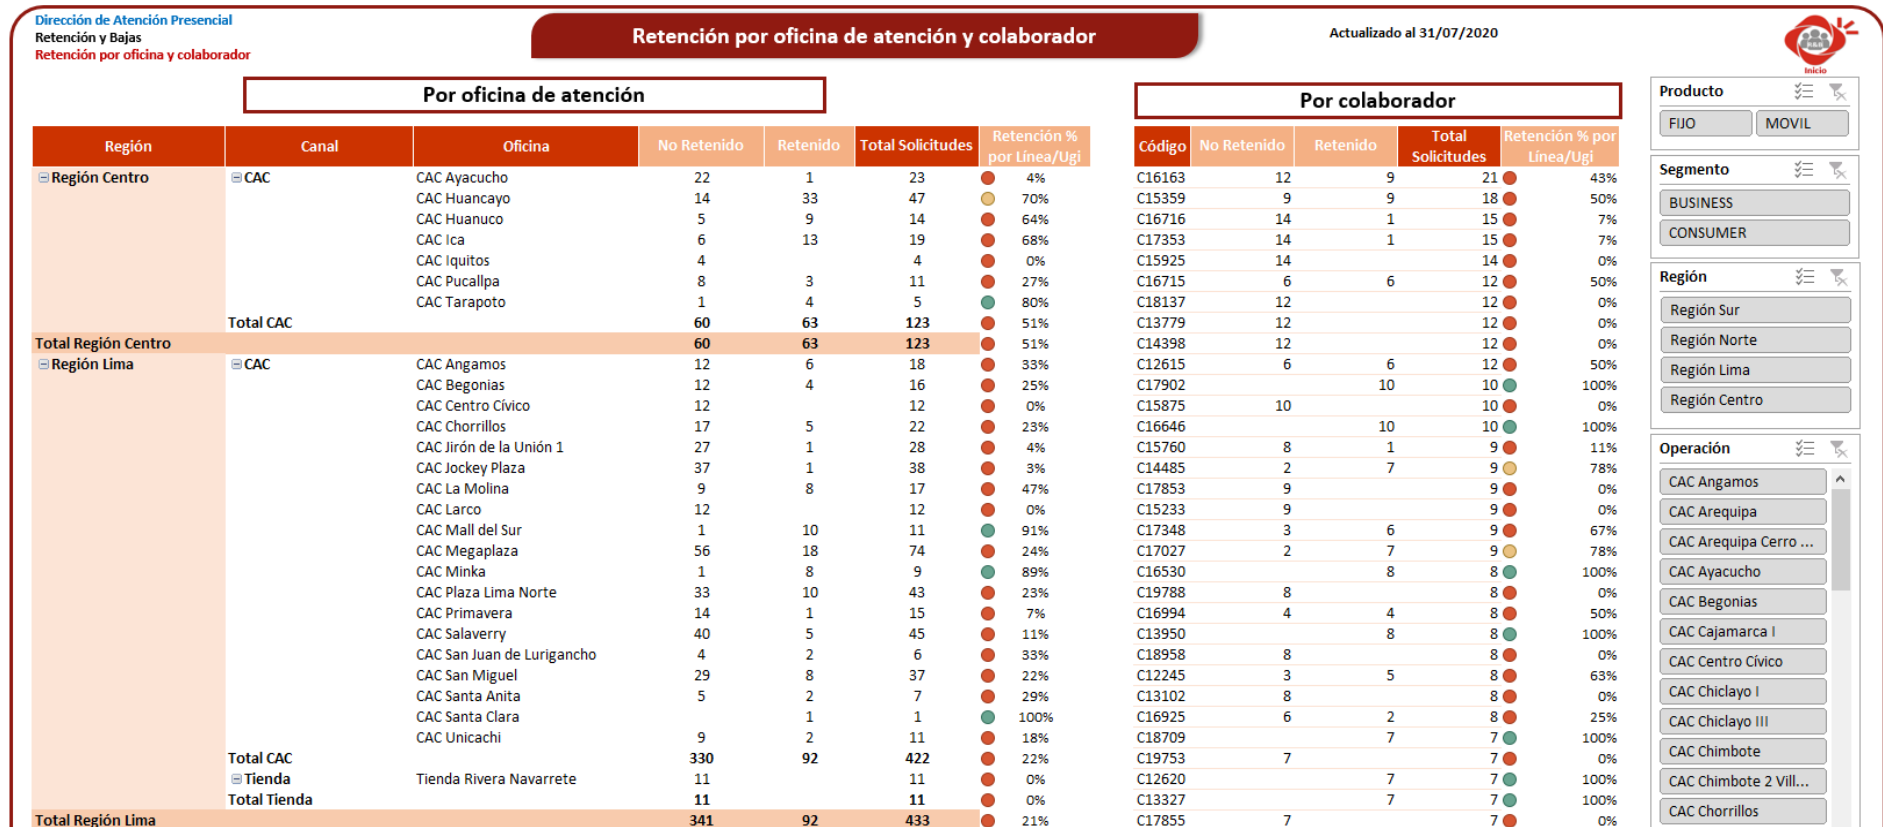 Dirección de Atención Presencial
Retención y Bajas
Retención por oficina y colaborador
Retención por oficina de atención y colaborador
Actualizado al 31/07/2020
Inicio
Por oficina de atención
Región Canal Oficina No Retenido Retenido Total Solicitudes Retención % por Línea/Ugi
Región Centro CAC CAC Ayacucho 22 1 23 4%
CAC Huancayo 14 33 47 70%
CAC Huanuco 5 9 14 64%
CAC Ica 6 13 19 68%
CAC Iquitos 4 4 0%
CAC Pucallpa 8 3 11 27%
CAC Tarapoto 1 4 5 80%
Total CAC 60 63 123 51%
Total Región Centro 60 63 123 51%
Región Lima CAC CAC Angamos 12 6 18 33%
CAC Begonias 12 4 16 25%
CAC Centro Cívico 12 12 0%
CAC Chorrillos 17 5 22 23%
CAC Jirón de la Unión 1 27 1 28 4%
CAC Jockey Plaza 37 1 38 3%
CAC La Molina 9 8 17 47%
CAC Larco 12 12 0%
CAC Mall del Sur 1 10 11 91%
CAC Megaplaza 56 18 74 24%
CAC Minka 1 8 9 89%
CAC Plaza Lima Norte 33 10 43 23%
CAC Primavera 14 1 15 7%
CAC Salaverry 40 5 45 11%
CAC San Juan de Lurigancho 4 2 6 33%
CAC San Miguel 29 8 37 22%
CAC Santa Anita 5 2 7 29%
CAC Santa Clara 1 1 100%
CAC Unicachi 9 2 11 18%
Total CAC 330 92 422 22%
Tienda Tienda Rivera Navarrete 11 11 0%
Total Tienda 11 11 0%
Total Región Lima 341 92 433 21%
Por colaborador
Código No Retenido Retenido Total Solicitudes Retención % por Línea/Ugi
C16163 12 9 21 43%
C15359 9 9 18 50%
C16716 14 1 15 7%
C17353 14 1 15 7%
C15925 14 14 0%
C16715 6 6 12 50%
C18137 12 12 0%
C13779 12 12 0%
C14398 12 12 0%
C12615 6 6 12 50%
C17902 10 10 100%
C15875 10 10 0%
C16646 10 10 100%
C15760 8 1 9 11%
C14485 2 7 9 78%
C17853 9 9 0%
C15233 9 9 0%
C17348 3 6 9 67%
C17027 2 7 9 78%
C16530 8 8 100%
C19788 8 8 0%
C16994 4 4 8 50%
C13950 8 8 100%
C18958 8 8 0%
C12245 3 5 8 63%
C13102 8 8 0%
C16925 6 2 8 25%
C18709 7 7 100%
C19753 7 7 0%
C12620 7 7 100%
C13327 7 7 100%
C17855 7 7 0%
Producto
FIJO MOVIL
Segmento
BUSINESS
CONSUMER
Región
Región Sur
Región Norte
Región Lima
Región Centro
Operación
CAC Angamos
CAC Arequipa
CAC Arequipa Cerro ...
CAC Ayacucho
CAC Begonias
CAC Cajamarca I
CAC Centro Cívico
CAC Chiclayo I
CAC Chiclayo III
CAC Chimbote
CAC Chimbote 2 Vill...
CAC Chorrillos